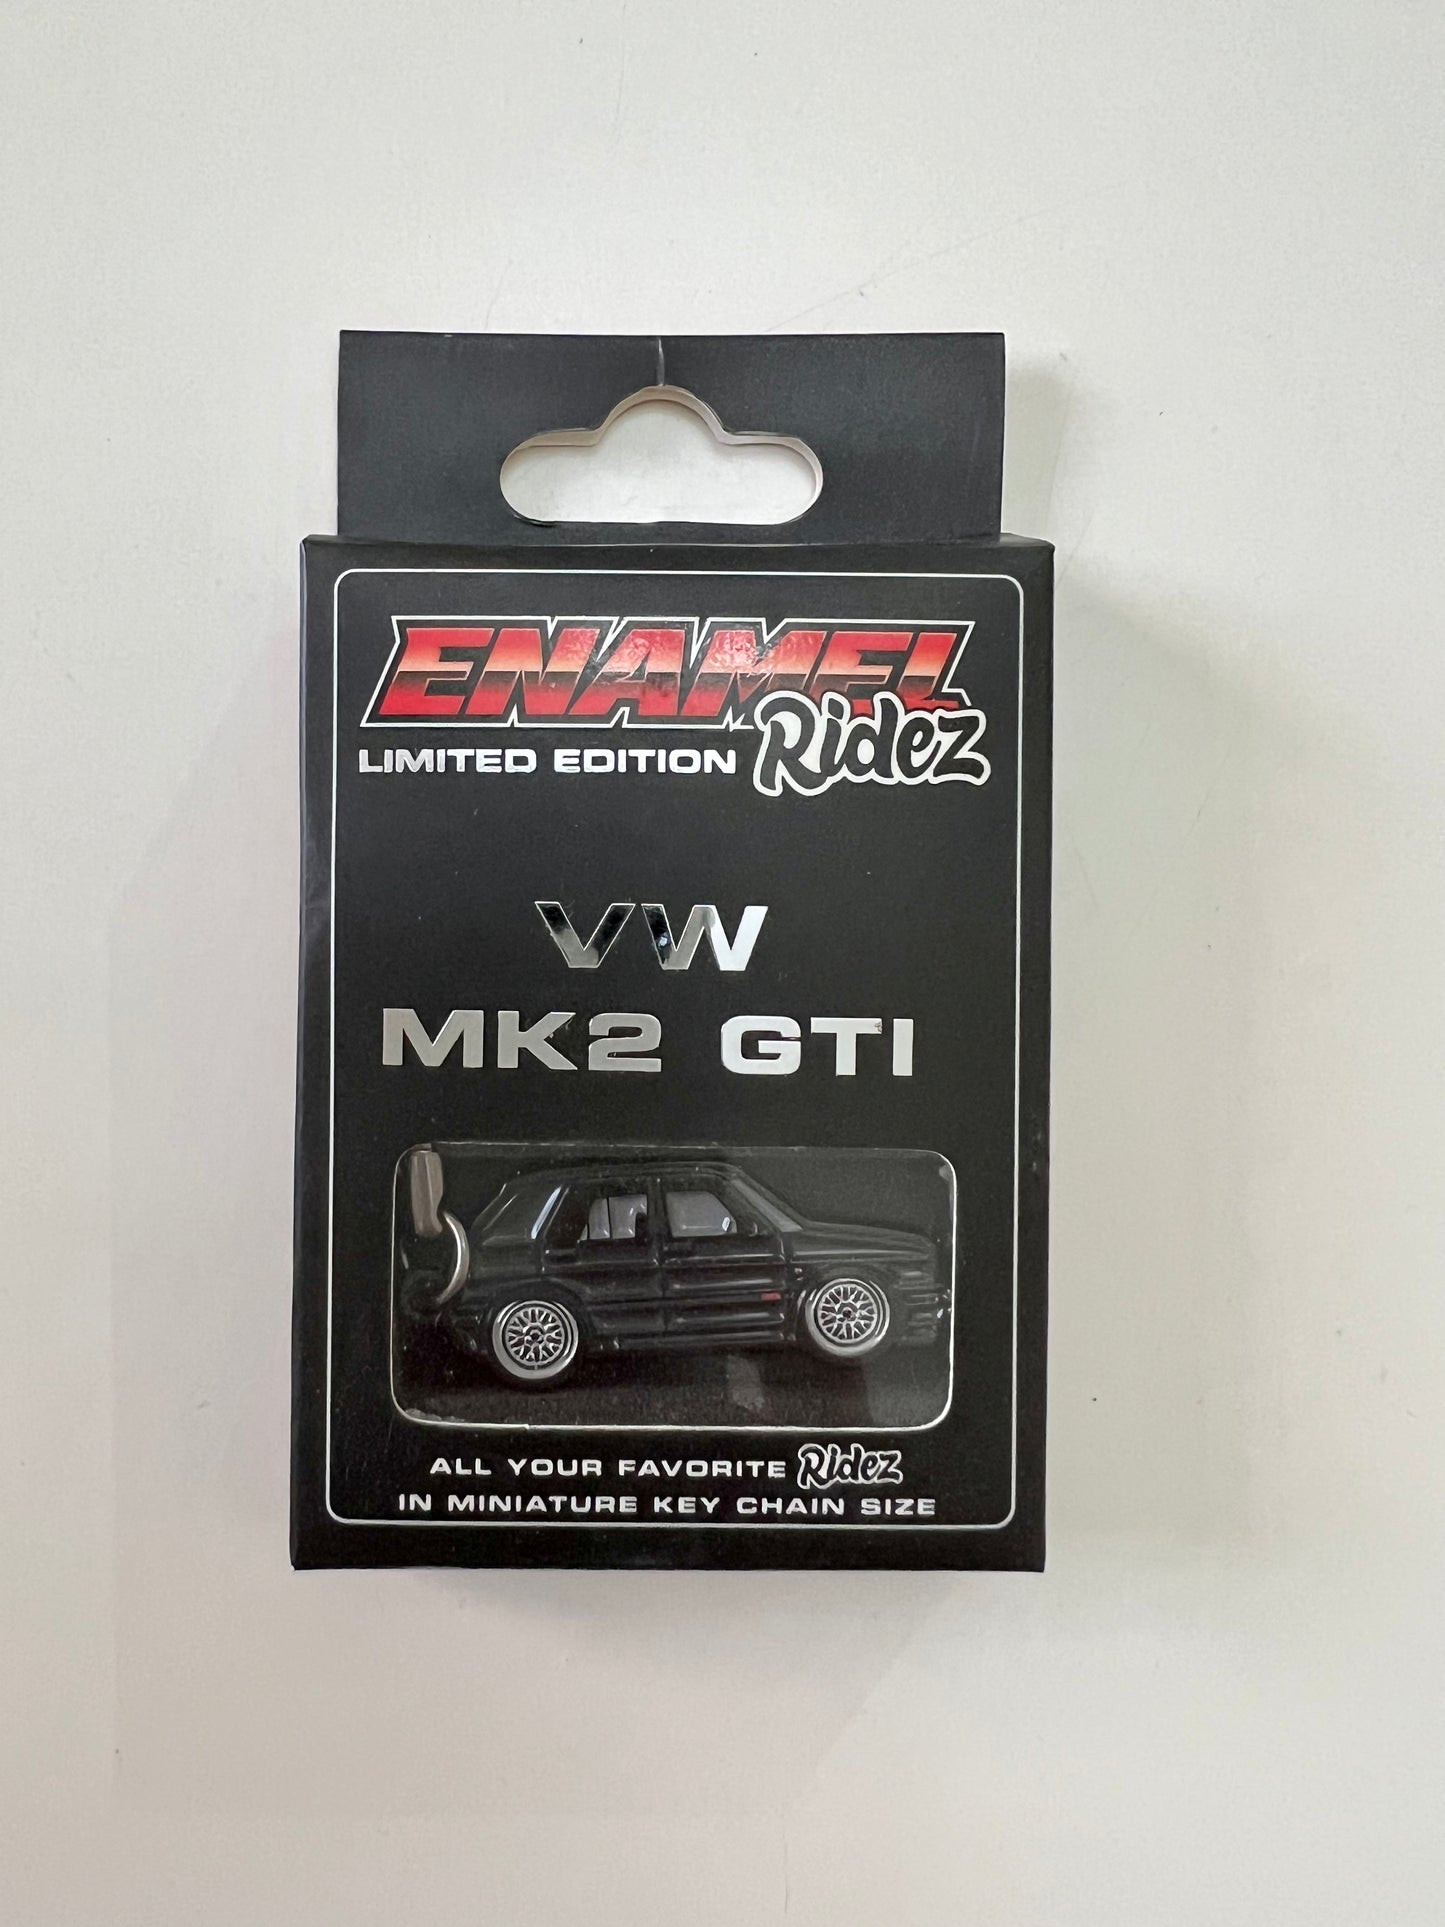 ENAMEL
LIMITED EDITION Ridez
VW
MK2 GTI
ALL YOUR FAVORITE Ridez
IN MINIATURE KEY CHAIN SIZE